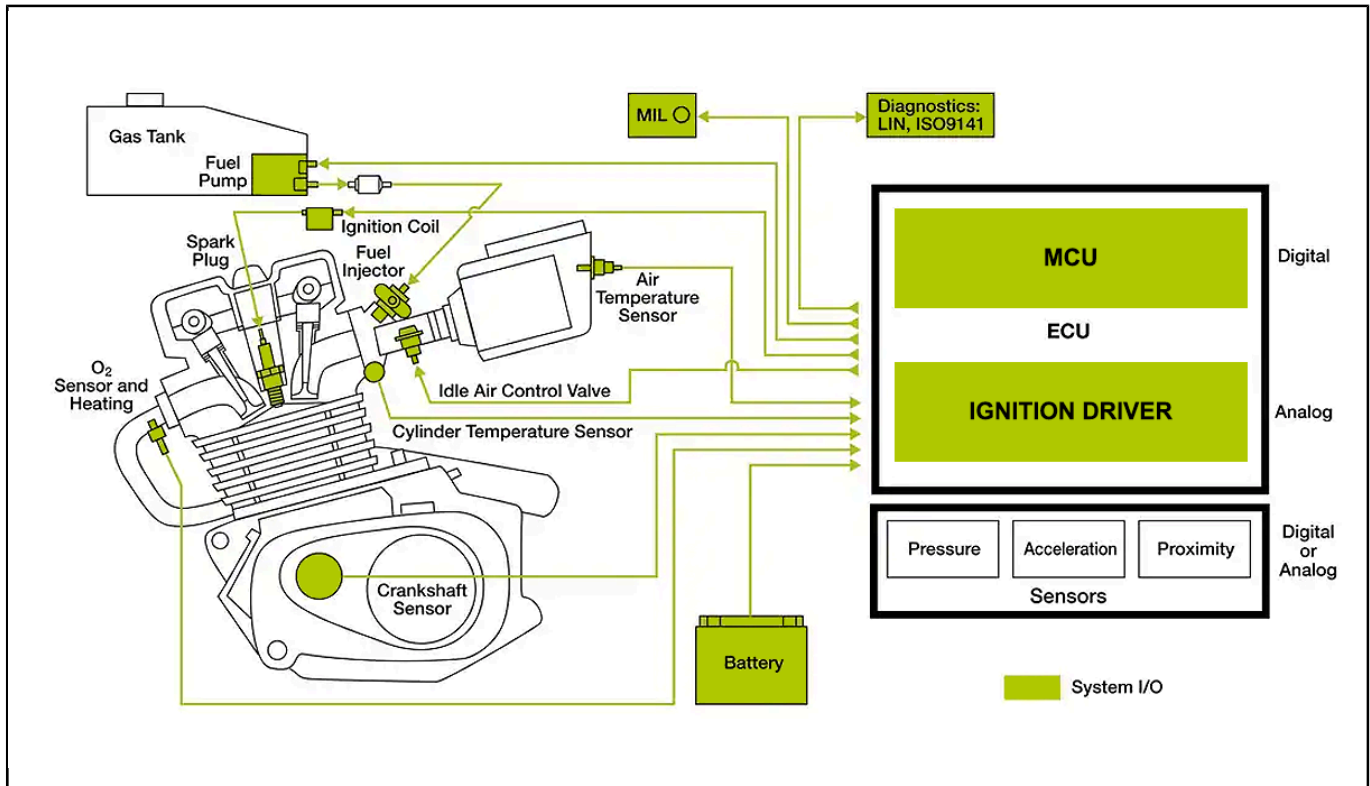 Gas Tank
Fuel
Pump
MIL
Diagnostics:
LIN, ISO9141
Ignition Coil
Spark
Plug
Fuel
Injector
Air
Temperature
Sensor
O2
Sensor and
Heating
Idle Air Control Valve
Cylinder Temperature Sensor
Crankshaft
Sensor
Battery
MCU
Digital
ECU
IGNITION DRIVER
Analog
Pressure
Acceleration
Proximity
Sensors
Digital
or
Analog
System I/O